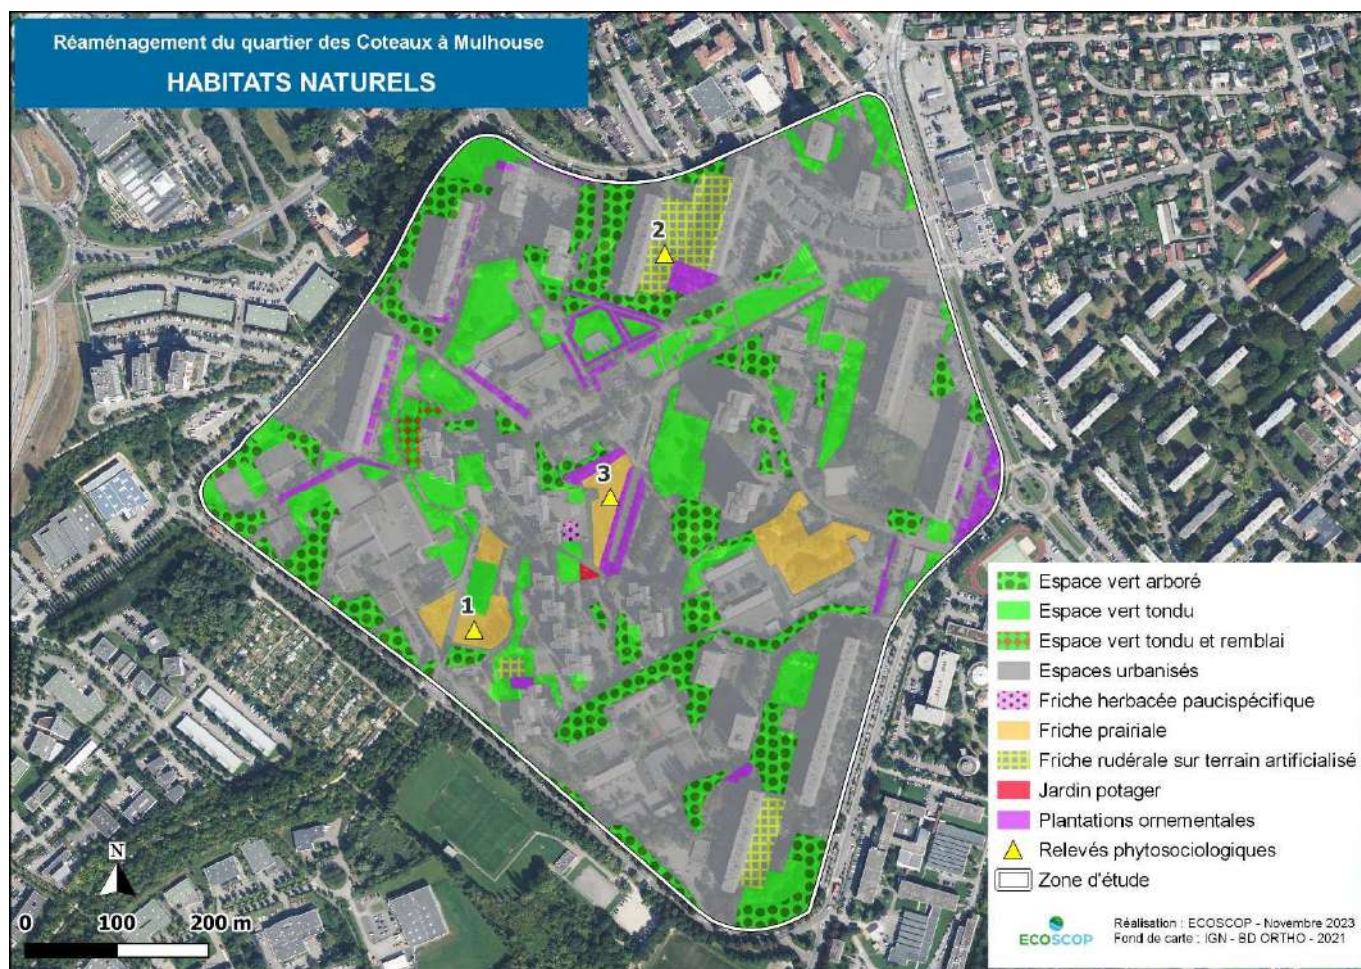 Réaménagement du quartier des Coteaux à Mulhouse
HABITATS NATURELS
2
3
1
Espace vert arboré
Espace vert tondu
Espace vert tondu et remblai
Espaces urbanisés
Friche herbacée paucispécifique
Friche prairiale
Friche rudérale sur terrain artificialisé
Jardin potager
Plantations ornementales
Relevés phytosociologiques
Zone d'étude
N
0 100 200 m
ECOSCOP
Réalisation : ECOSCOP - Novembre 2023
Fond de carte : IGN - BD ORTHO - 2021